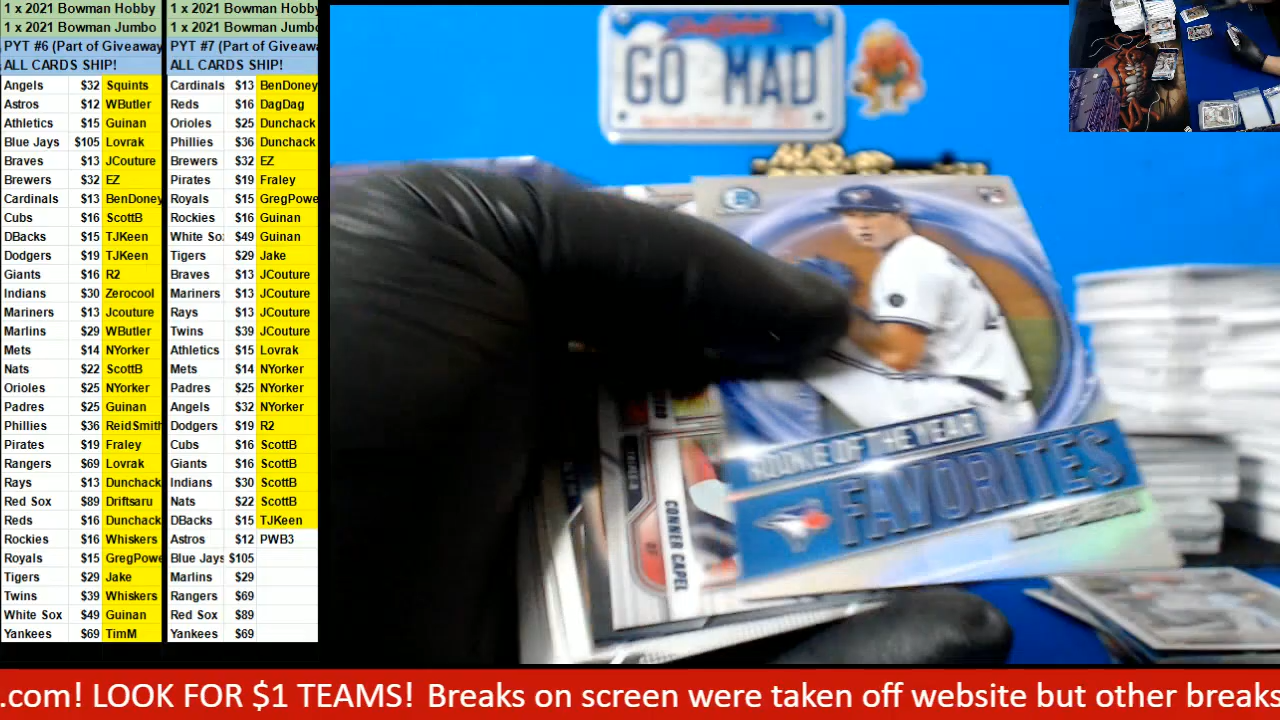 1 x 2021 Bowman Hobby
1 x 2021 Bowman Jumbo
PYT #6 (Part of Giveaway
ALL CARDS SHIP!
Angels $32 Squints
Astros $12 WButler
Athletics $15 Guinan
Blue Jays $105 Lovrak
Braves $13 JCouture
Brewers $32 EZ
Cardinals $13 BenDoney
Cubs $16 ScottB
DBacks $15 TJKeen
Dodgers $19 TJKeen
Giants $16 R2
Indians $30 Zerocool
Mariners $13 Jcouture
Marlins $29 WButler
Mets $14 NYorker
Nats $22 ScottB
Orioles $25 NYorker
Padres $25 Guinan
Phillies $36 ReidSmith
Pirates $19 Fraley
Rangers $69 Lovrak
Rays $13 Dunchack
Red Sox $89 Driftsaru
Reds $16 Dunchack
Rockies $16 Whiskers
Royals $15 GregPowe
Tigers $29 Jake
Twins $39 Whiskers
White Sox $49 Guinan
Yankees $69 TimM
1 x 2021 Bowman Hobby
1 x 2021 Bowman Jumbo
PYT #7 (Part of Giveawa
ALL CARDS SHIP!
Cardinals $13 BenDoney
Reds $16 DagDag
Orioles $25 Dunchack
Phillies $36 Dunchack
Brewers $32 EZ
Pirates $19 Fraley
Royals $15 GregPowe
Rockies $16 Guinan
White So $49 Guinan
Tigers $29 Jake
Braves $13 JCouture
Mariners $13 JCouture
Rays $13 JCouture
Twins $39 JCouture
Athletics $15 Lovrak
Mets $14 NYorker
Padres $25 NYorker
Angels $32 NYorker
Dodgers $19 R2
Cubs $16 ScottB
Giants $16 ScottB
Indians $30 ScottB
Nats $22 ScottB
DBacks $15 TJKeen
Astros $12 PWB3
Blue Jays $105
Marlins $29
Rangers $69
Red Sox $89
Yankees $69
GO MAD
ROOKIE OF THE YEAR
FAVORITES
CONNER CAPEL
.com! LOOK FOR $1 TEAMS! Breaks on screen were taken off website but other breaks